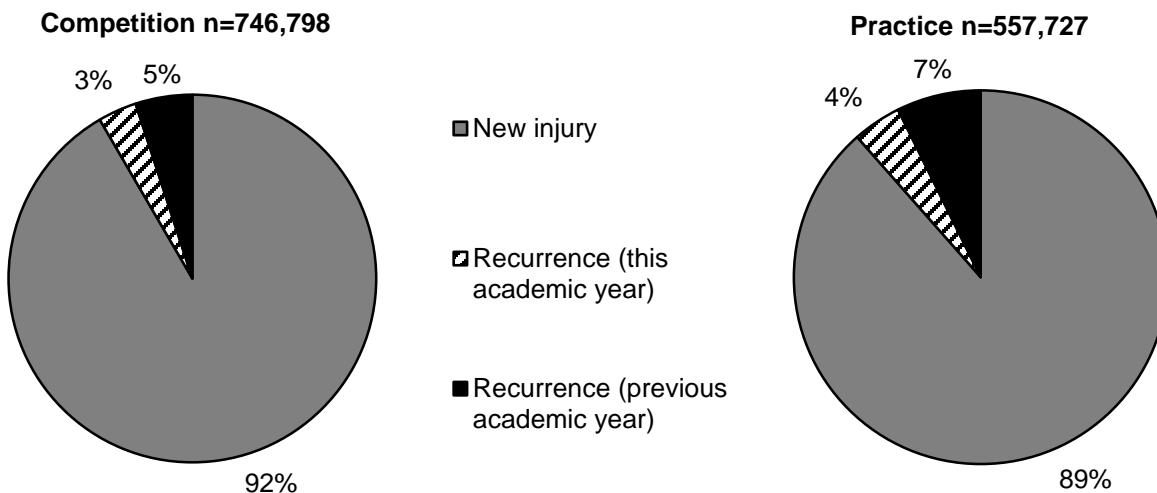 Competition n=746,798
3%
5%
92%
New injury
Recurrence (this
academic year)
Recurrence (previous
academic year)
Practice n=557,727
4%
7%
89%